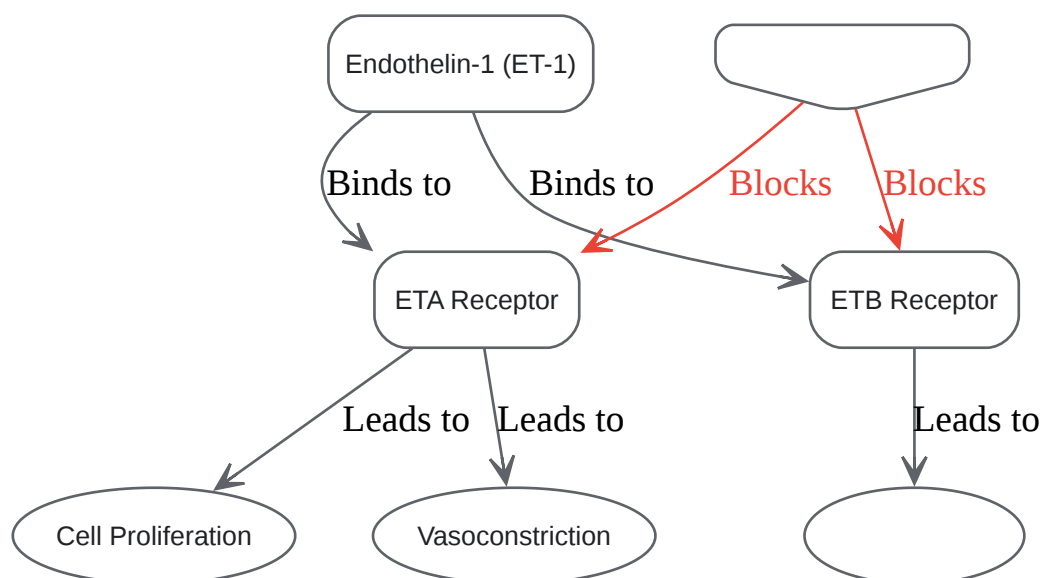 Endothelin-1 (ET-1)
Binds to
Binds to
Blocks
Blocks
ETA Receptor
ETB Receptor
Leads to
Leads to
Leads to
Cell Proliferation
Vasoconstriction